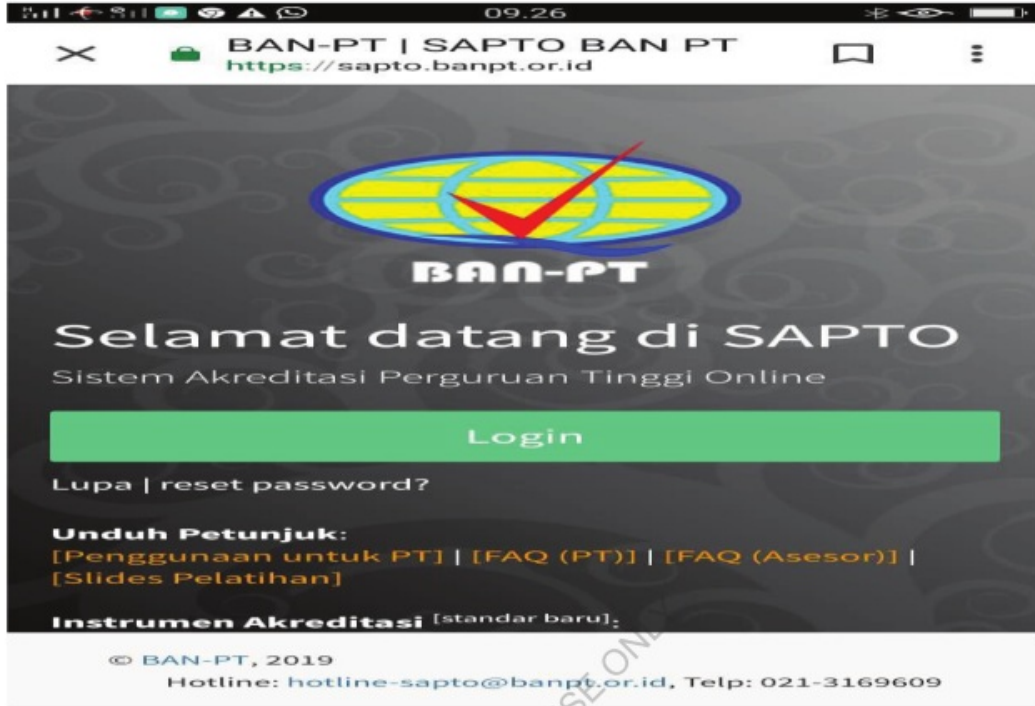 09.26
BAN-PT | SAPTO BAN PT
https://sapto.banpt.or.id
BAN-PT
Selamat datang di SAPTO
Sistem Akreditasi Perguruan Tinggi Online
Login
Lupa | reset password?
Unduh Petunjuk:
[Penggunaan untuk PT] | [FAQ (PT)] | [FAQ (Asesor)] |
[Slides Pelatihan]
Instrumen Akreditasi [standar baru]:
© BAN-PT, 2019
Hotline: hotline-sapto@banpt.or.id, Telp: 021-3169609